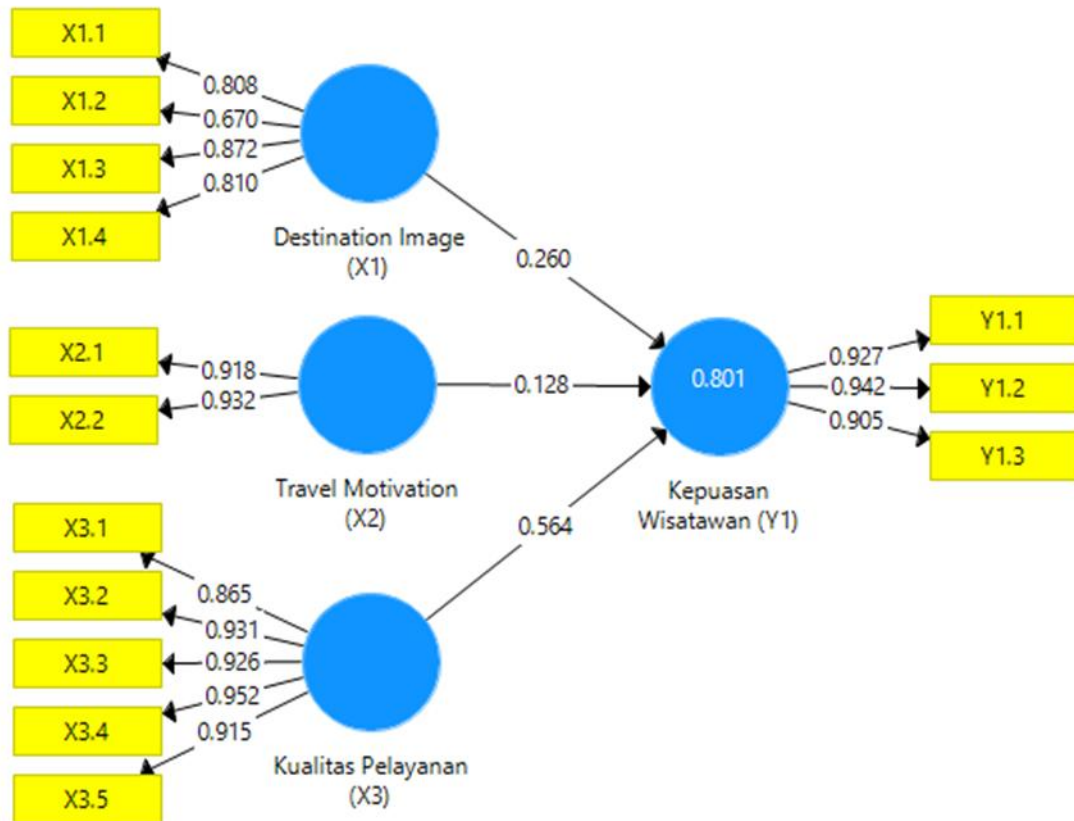 X1.1
X1.2
X1.3
X1.4
0.808
0.670
0.872
0.810
Destination Image
(X1)
0.260
X2.1
X2.2
0.918
0.932
Travel Motivation
(X2)
0.128
X3.1
X3.2
X3.3
X3.4
X3.5
0.865
0.931
0.926
0.952
0.915
Kualitas Pelayanan
(X3)
0.564
0.801
Kepuasan
Wisatawan (Y1)
0.927
0.942
0.905
Y1.1
Y1.2
Y1.3